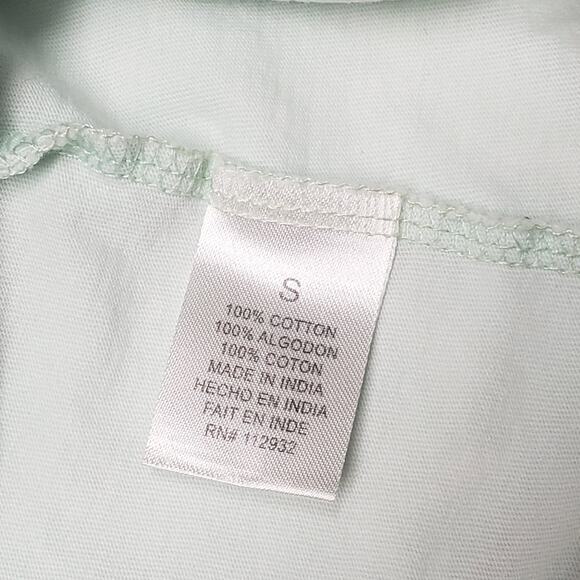 S
100% COTTON
100% ALGODON
100% COTON
MADE IN INDIA
HECHO EN INDIA
FAIT EN INDE
RN# 112932